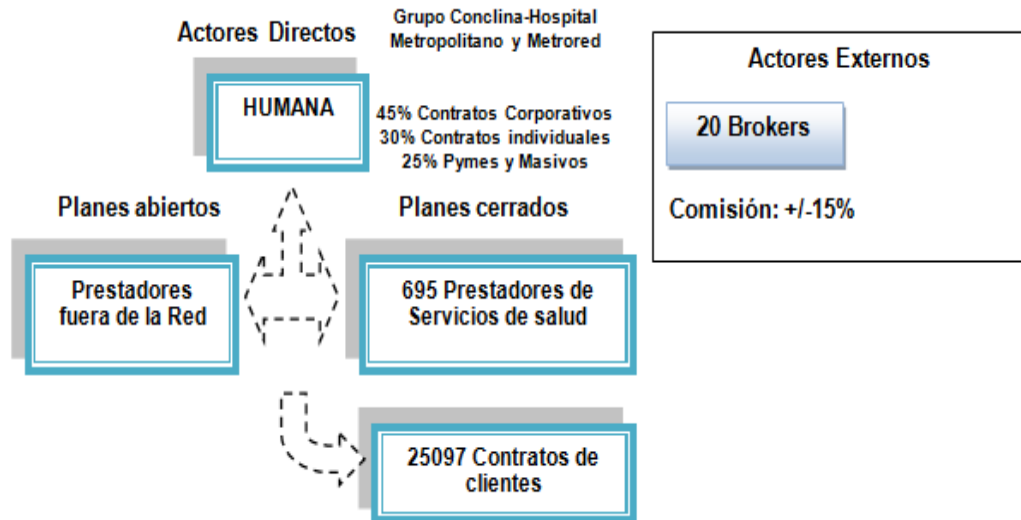 Actores Directos
Grupo Conclina-Hospital
Metropolitano y Metrored
HUMANA
45% Contratos Corporativos
30% Contratos individuales
25% Pymes y Masivos
Actores Externos
20 Brokers
Comisión: +/-15%
Planes abiertos
Planes cerrados
Prestadores
fuera de la Red
695 Prestadores de
Servicios de salud
25097 Contratos de
clientes